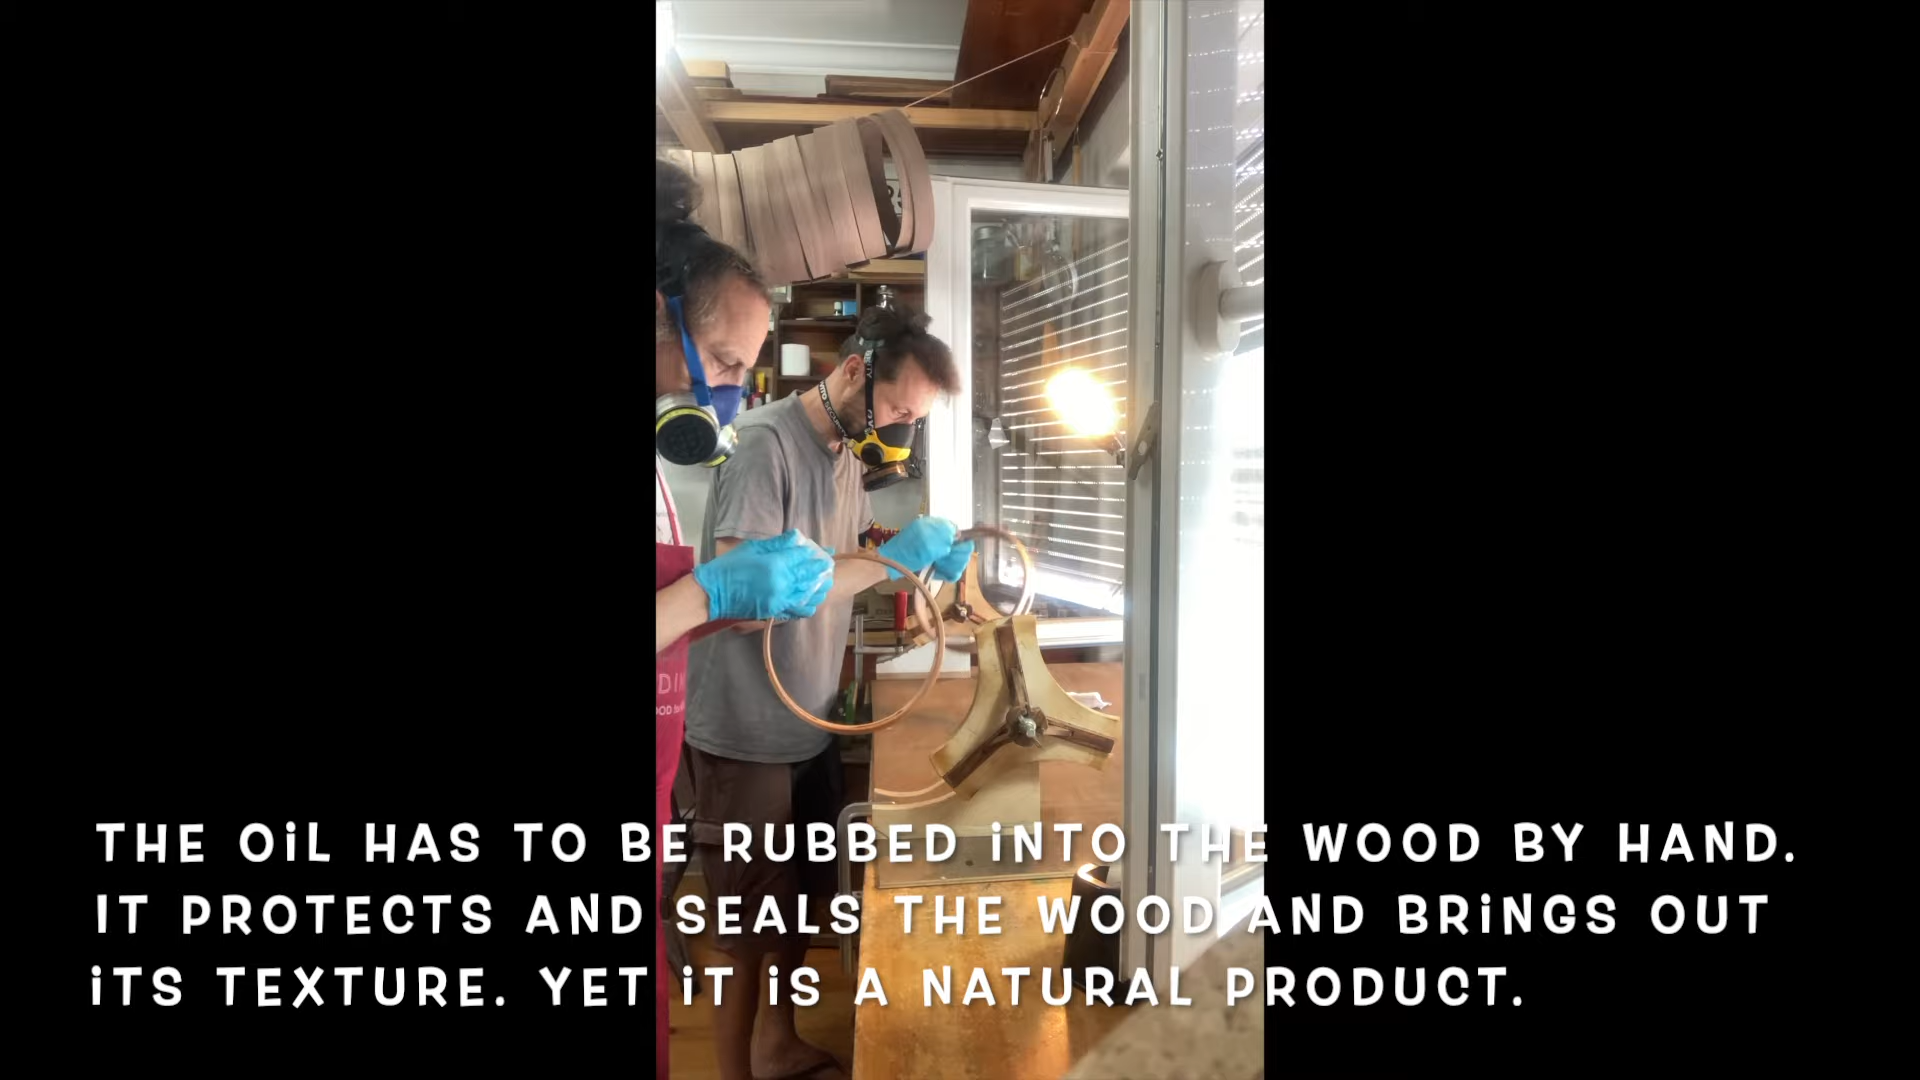 THE OiL HAS TO BE RUBBED iNTO THE WOOD BY HAND.
IT PROTECTS AND SEALS THE WOOD AND BRiNGS OUT
iTS TEXTURE. YET iT iS A NATURAL PRODUCT.